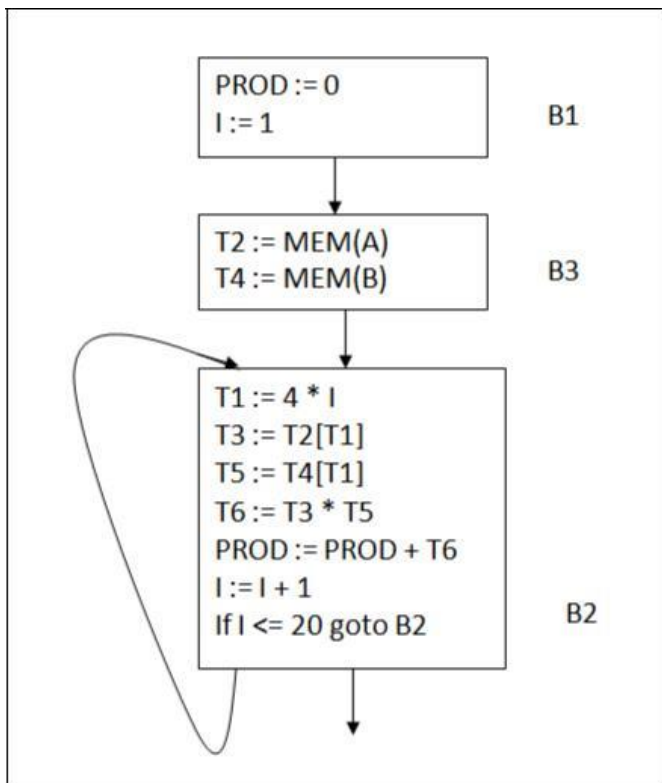 PROD := 0
I := 1
B1
T2 := MEM(A)
T4 := MEM(B)
B3
T1 := 4 * I
T3 := T2[T1]
T5 := T4[T1]
T6 := T3 * T5
PROD := PROD + T6
I := I + 1
If I <= 20 goto B2
B2